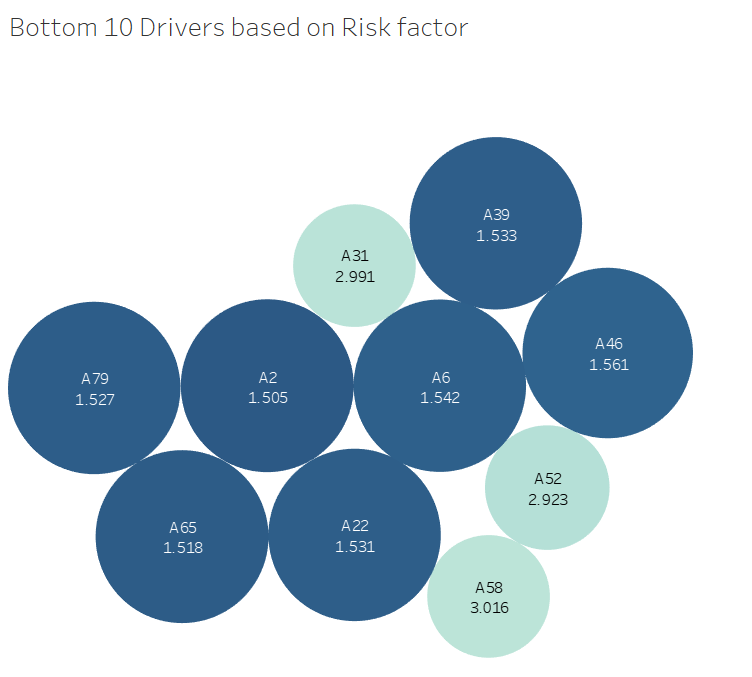 Bottom 10 Drivers based on Risk factor
A39
1.533
A31
2.991
A46
1.561
A79
1.527
A2
1.505
A6
1.542
A52
2.923
A65
1.518
A22
1.531
A58
3.016